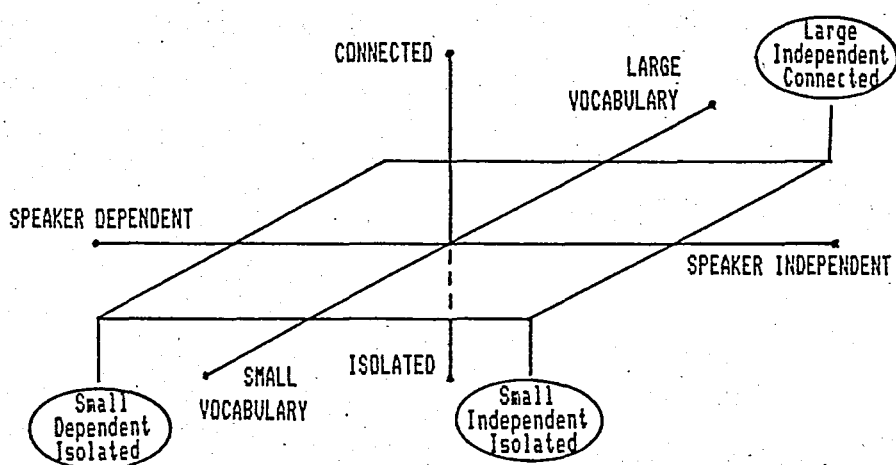 CONNECTED
LARGE
VOCABULARY
Large
Independent
Connected
SPEAKER DEPENDENT
SPEAKER INDEPENDENT
ISOLATED
SMALL
VOCABULARY
Small
Dependent
Isolated
Small
Independent
Isolated